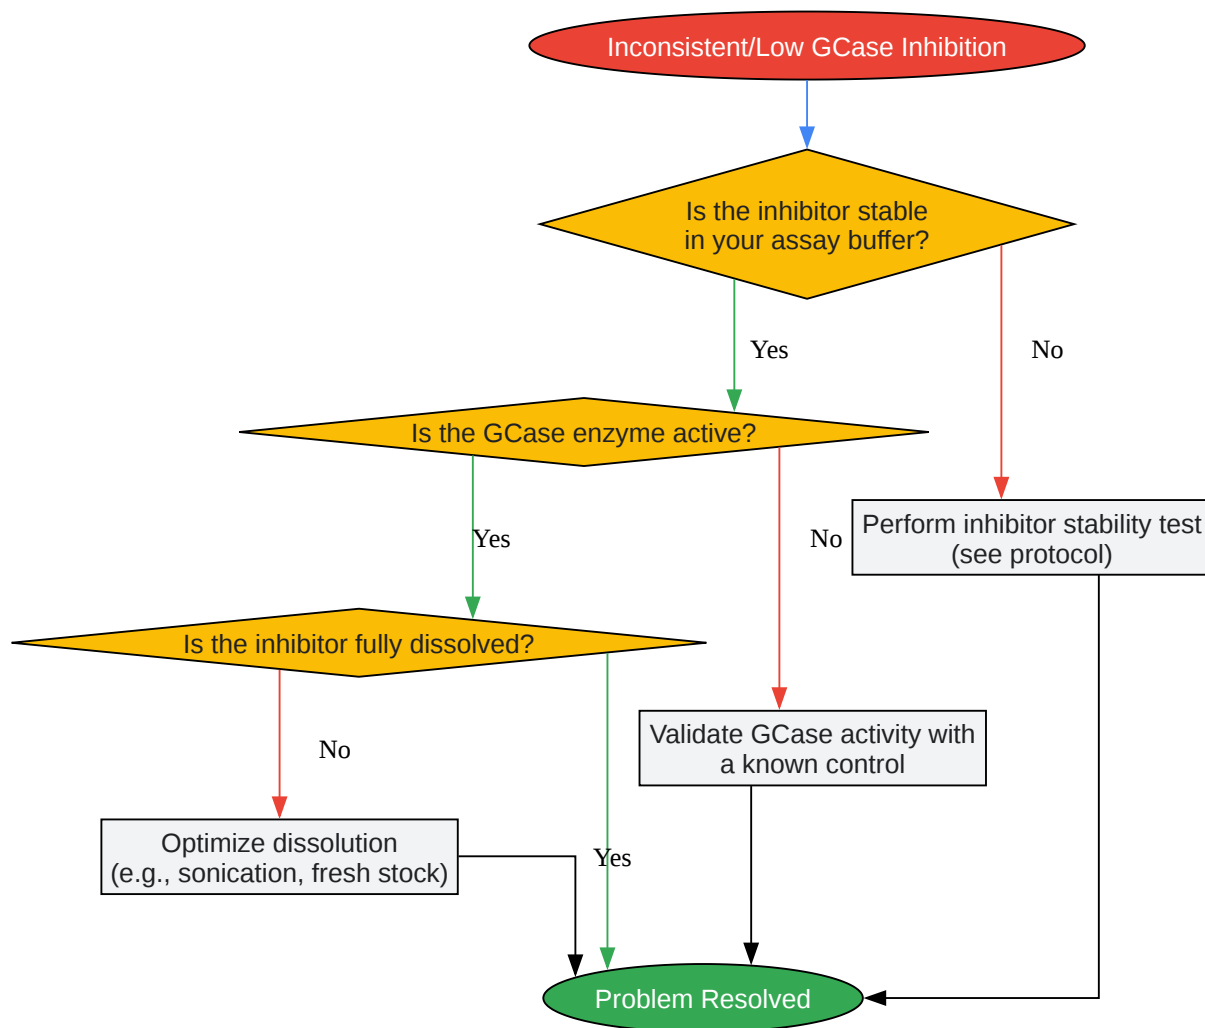 Inconsistent/Low GCase Inhibition
Is the inhibitor stable
in your assay buffer?
Yes
No
Is the GCase enzyme active?
Perform inhibitor stability test
(see protocol)
Yes
No
Is the inhibitor fully dissolved?
Validate GCase activity with
a known control
No
Optimize dissolution
(e.g., sonication, fresh stock)
Yes
Problem Resolved